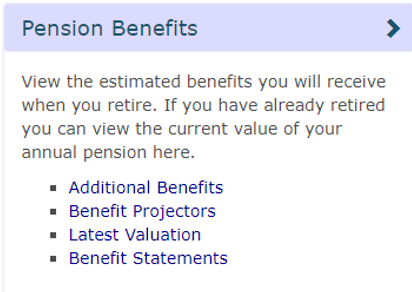 Pension Benefits
View the estimated benefits you will receive
when you retire. If you have already retired
you can view the current value of your
annual pension here.
Additional Benefits
Benefit Projectors
Latest Valuation
Benefit Statements